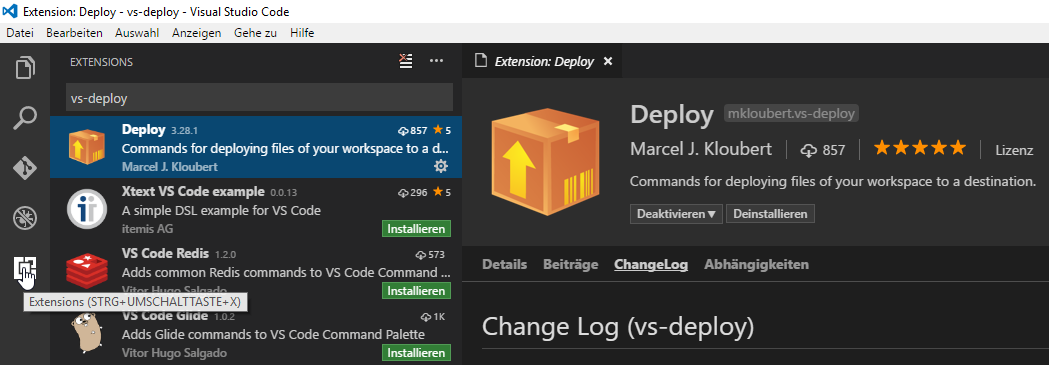 Extension: Deploy - vs-deploy - Visual Studio Code
Datei Bearbeiten Auswahl Anzeigen Gehe zu Hilfe
EXTENSIONS
vs-deploy
Deploy 3.28.1 857 5
Commands for deploying files of your workspace to a d...
Marcel J. Kloubert
Xtext VS Code example 0.0.13 296 5
A simple DSL example for VS Code
itemis AG Installieren
VS Code Redis 1.2.0 573
Adds common Redis commands to VS Code Command ...
Vitor Hugo Salgado Installieren
Extensions (STRG+UMSCHALTTASTE+X)
VS Code Glide 1.0.2 1K
Adds Glide commands to VS Code Command Palette
Vitor Hugo Salgado Installieren
Extension: Deploy
Deploy mkloubert.vs-deploy
Marcel J. Kloubert 857 Lizenz
Commands for deploying files of your workspace to a destination.
Deaktivieren Deinstallieren
Details Beiträge ChangeLog Abhängigkeiten
Change Log (vs-deploy)